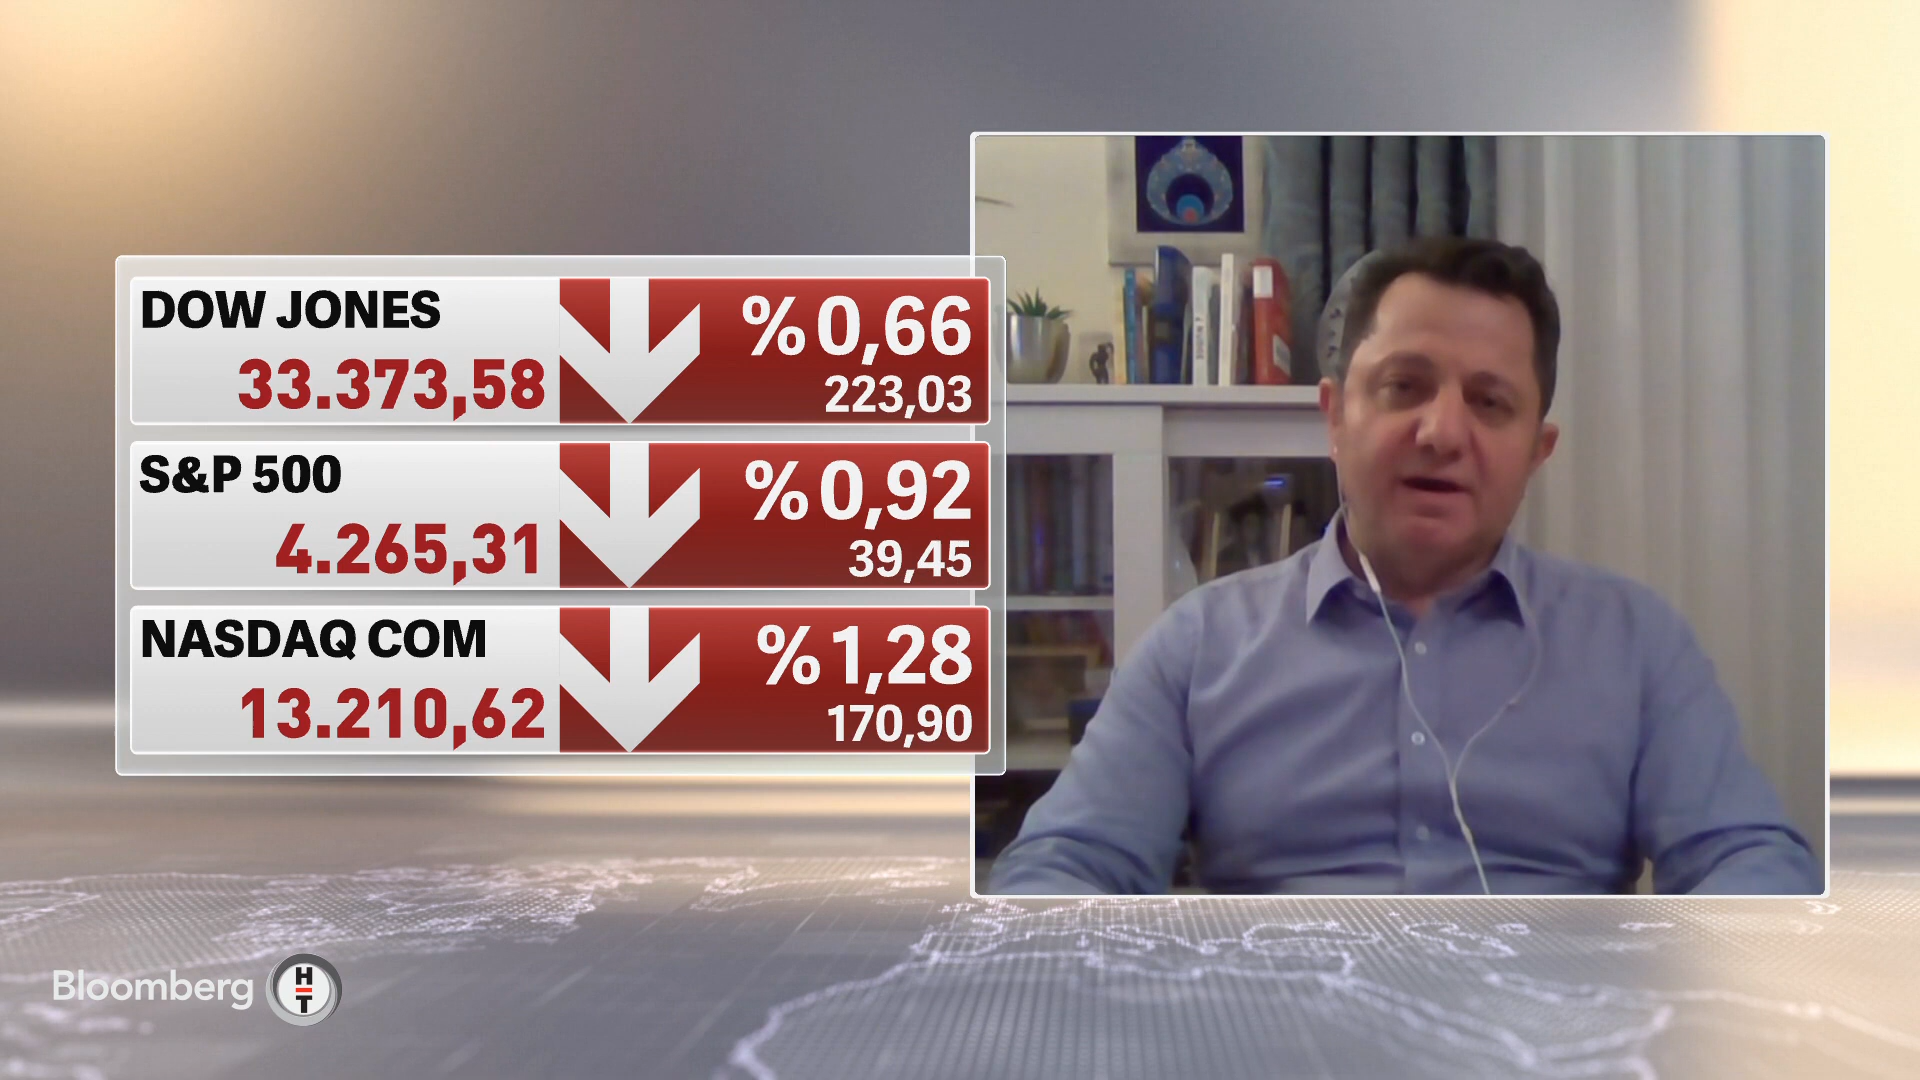 DOW JONES
33.373,58
%0,66
223,03
S&P 500
4.265,31
%0,92
39,45
NASDAQ COM
13.210,62
%1,28
170,90
Bloomberg HT